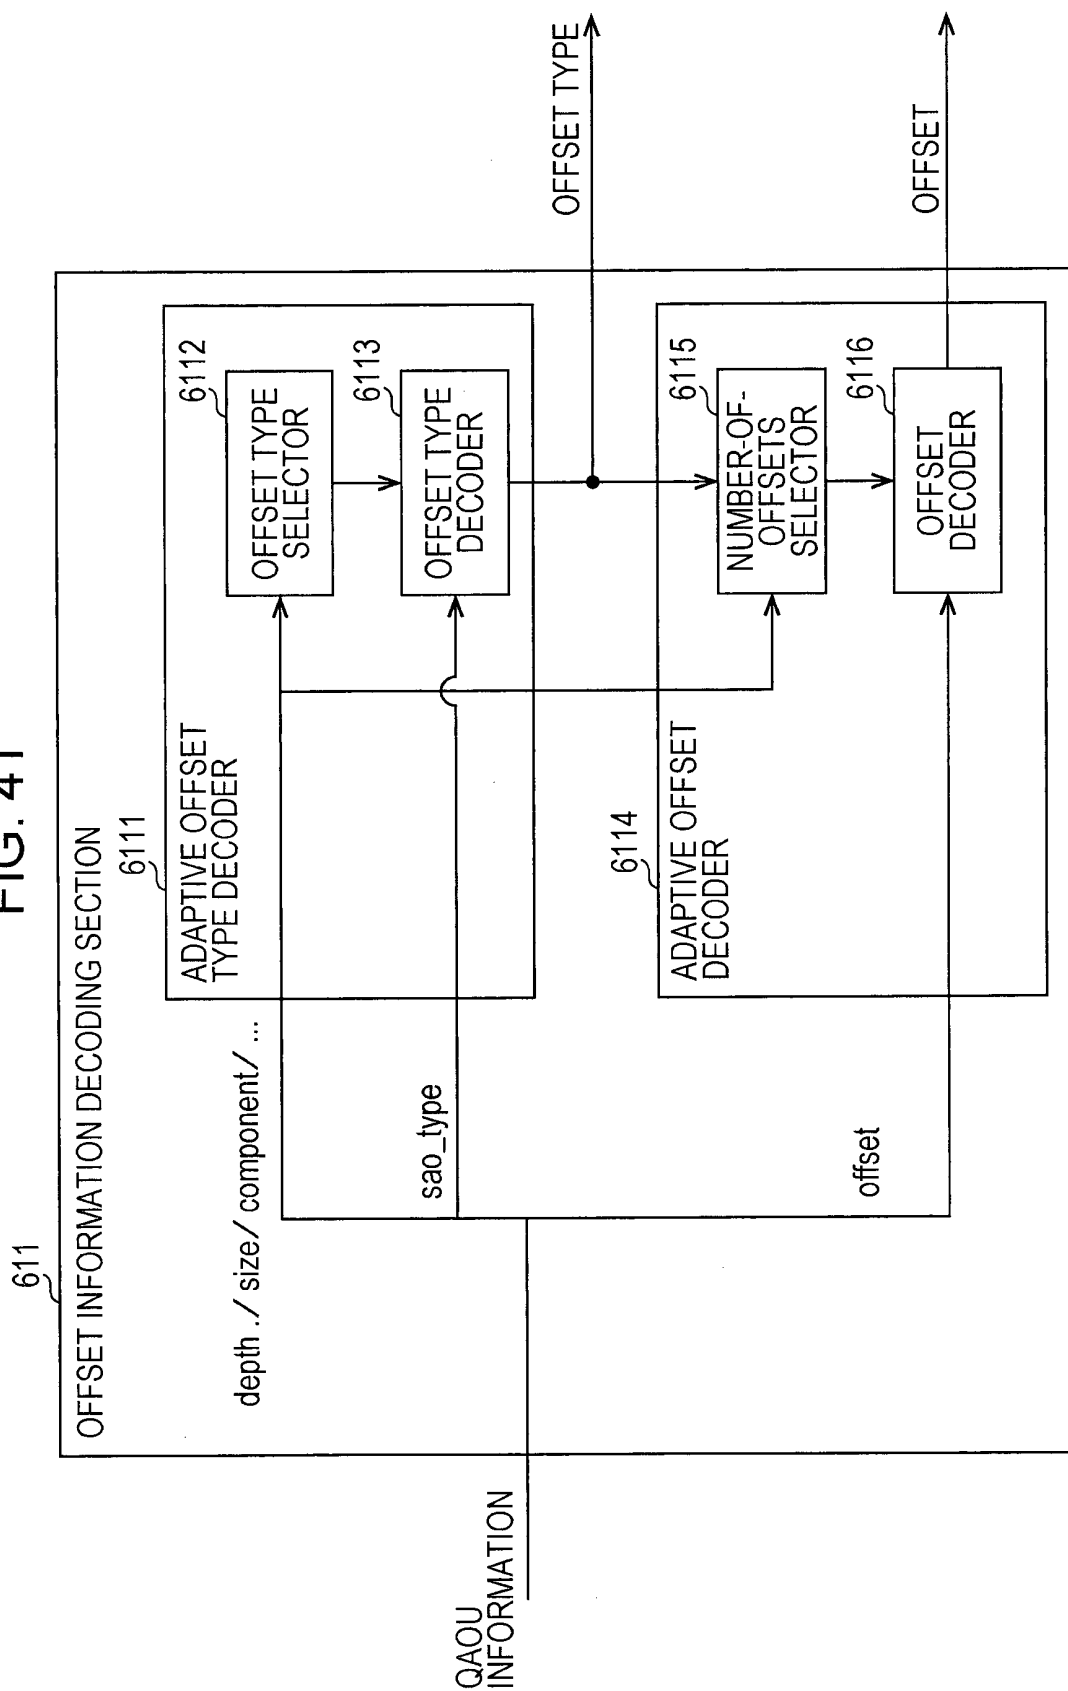 FIG. 41
611
OFFSET INFORMATION DECODING SECTION
6111
ADAPTIVE OFFSET
TYPE DECODER
6112
OFFSET TYPE
SELECTOR
6113
OFFSET TYPE
DECODER
depth ./ size/ component/ ...
sao_type
offset
QAOU
INFORMATION
6114
ADAPTIVE OFFSET
DECODER
6115
NUMBER-OF-
OFFSETS
SELECTOR
6116
OFFSET
DECODER
OFFSET TYPE
OFFSET